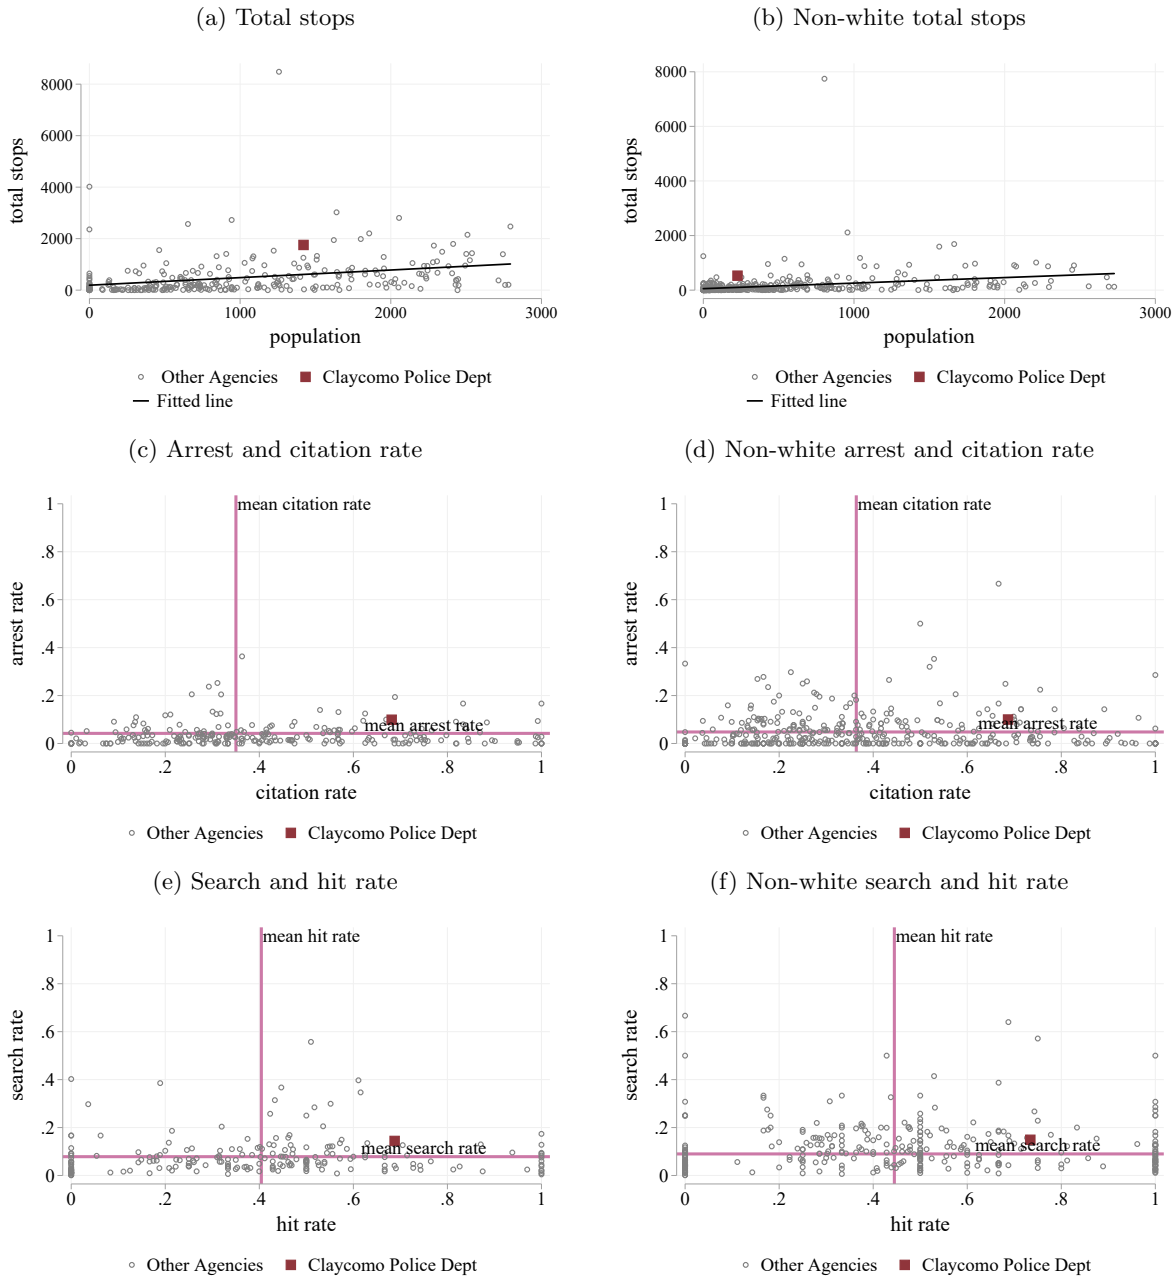 (a) Total stops
(b) Non-white total stops
total stops
8000
6000
4000
2000
0
0
1000
2000
3000
population
Other Agencies
Claycomo Police Dept
Fitted line
total stops
8000
6000
4000
2000
0
0
1000
2000
3000
population
Other Agencies
Claycomo Police Dept
Fitted line
(c) Arrest and citation rate
(d) Non-white arrest and citation rate
arrest rate
1
.8
.6
.4
.2
0
mean citation rate
mean arrest rate
0
.2
.4
.6
.8
1
citation rate
Other Agencies
Claycomo Police Dept
arrest rate
1
.8
.6
.4
.2
0
mean citation rate
mean arrest rate
0
.2
.4
.6
.8
1
citation rate
Other Agencies
Claycomo Police Dept
(e) Search and hit rate
(f) Non-white search and hit rate
search rate
1
.8
.6
.4
.2
0
mean hit rate
mean search rate
0
.2
.4
.6
.8
1
hit rate
Other Agencies
Claycomo Police Dept
search rate
1
.8
.6
.4
.2
0
mean hit rate
mean search rate
0
.2
.4
.6
.8
1
hit rate
Other Agencies
Claycomo Police Dept